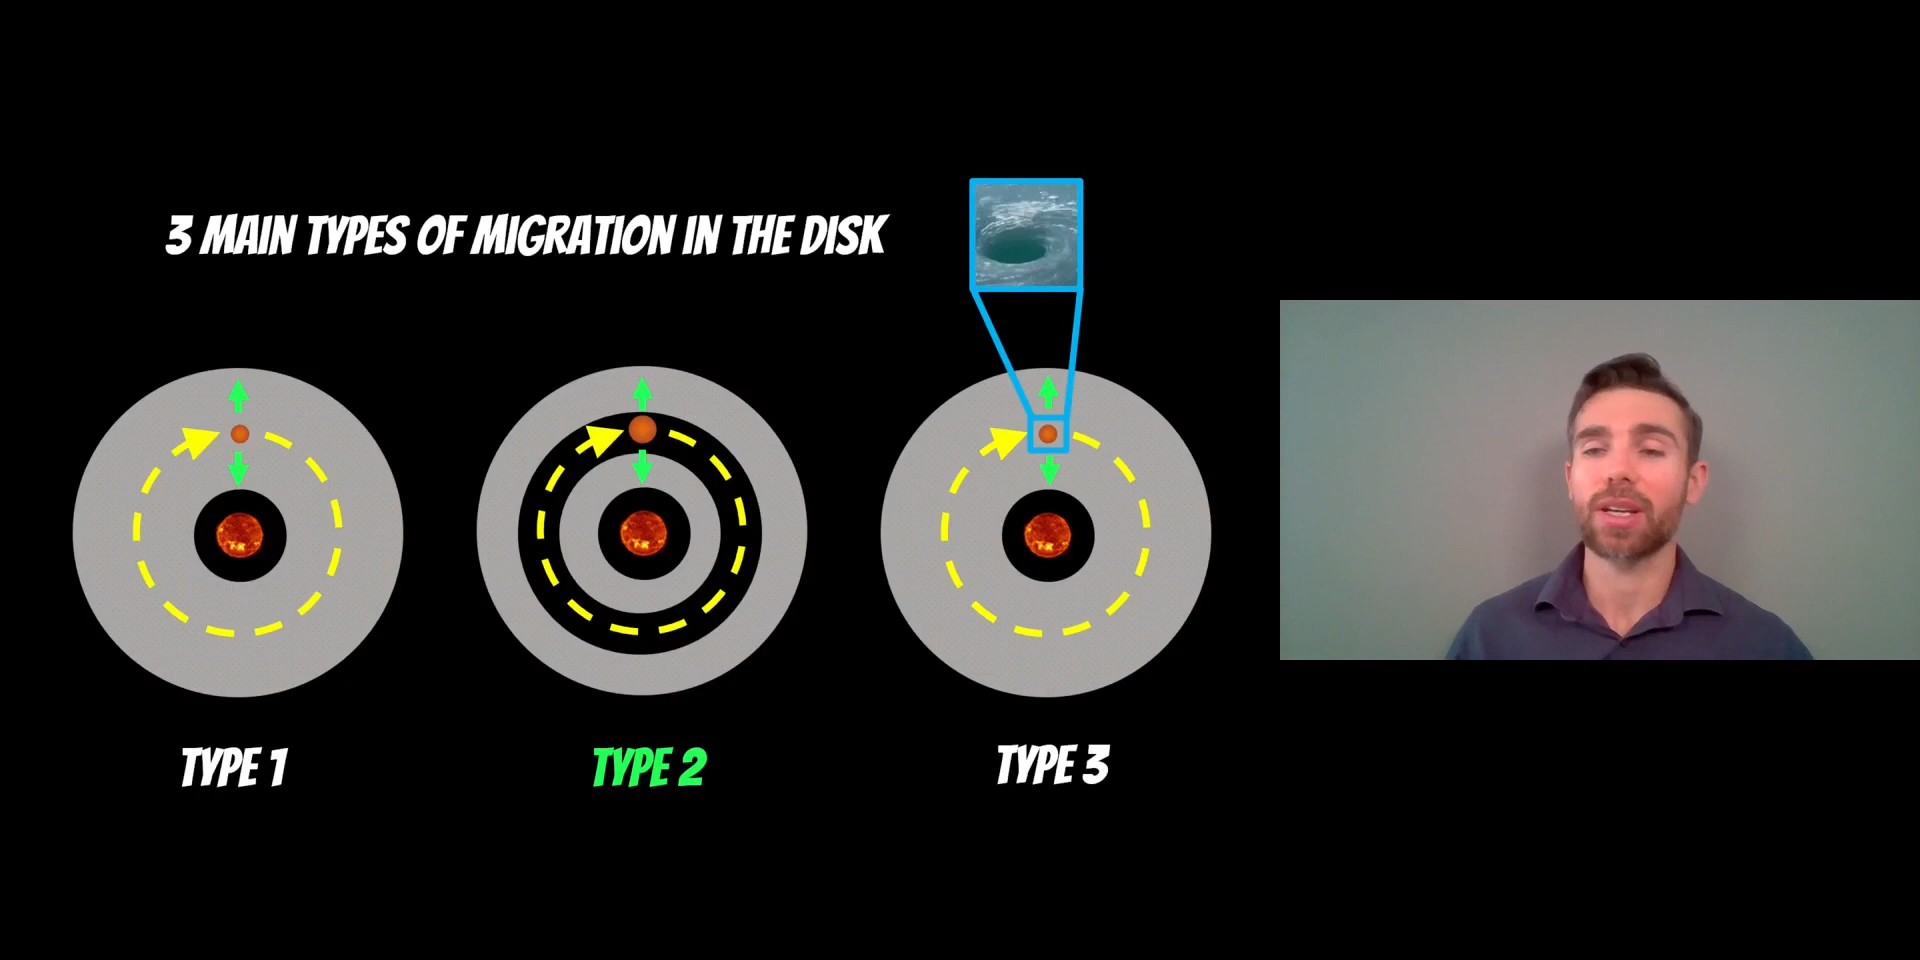 3 MAIN TYPES OF MIGRATION IN THE DISK
TYPE 1
TYPE 2
TYPE 3